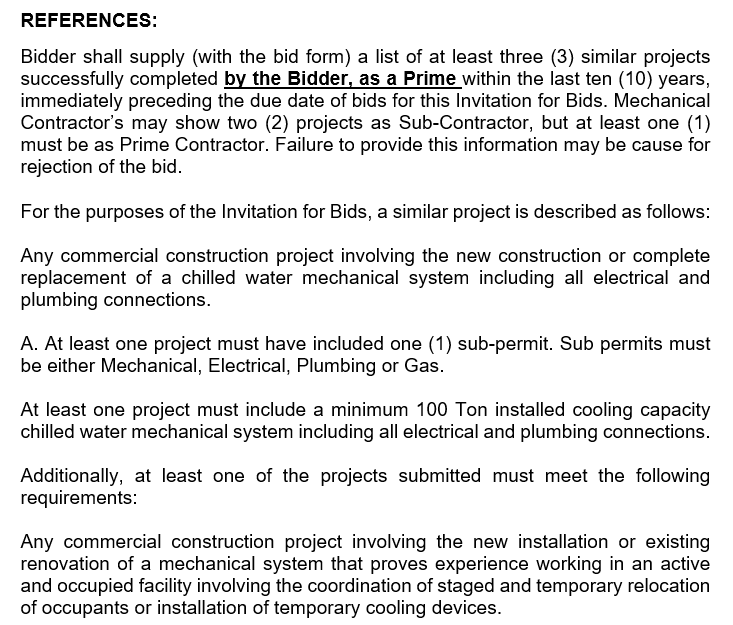 REFERENCES:
Bidder shall supply (with the bid form) a list of at least three (3) similar projects
successfully completed by the Bidder, as a Prime within the last ten (10) years,
immediately preceding the due date of bids for this Invitation for Bids. Mechanical
Contractor's may show two (2) projects as Sub-Contractor, but at least one (1)
must be as Prime Contractor. Failure to provide this information may be cause for
rejection of the bid.
For the purposes of the Invitation for Bids, a similar project is described as follows:
Any commercial construction project involving the new construction or complete
replacement of a chilled water mechanical system including all electrical and
plumbing connections.
A. At least one project must have included one (1) sub-permit. Sub permits must
be either Mechanical, Electrical, Plumbing or Gas.
At least one project must include a minimum 100 Ton installed cooling capacity
chilled water mechanical system including all electrical and plumbing connections.
Additionally, at least one of the projects submitted must meet the following
requirements:
Any commercial construction project involving the new installation or existing
renovation of a mechanical system that proves experience working in an active
and occupied facility involving the coordination of staged and temporary relocation
of occupants or installation of temporary cooling devices.